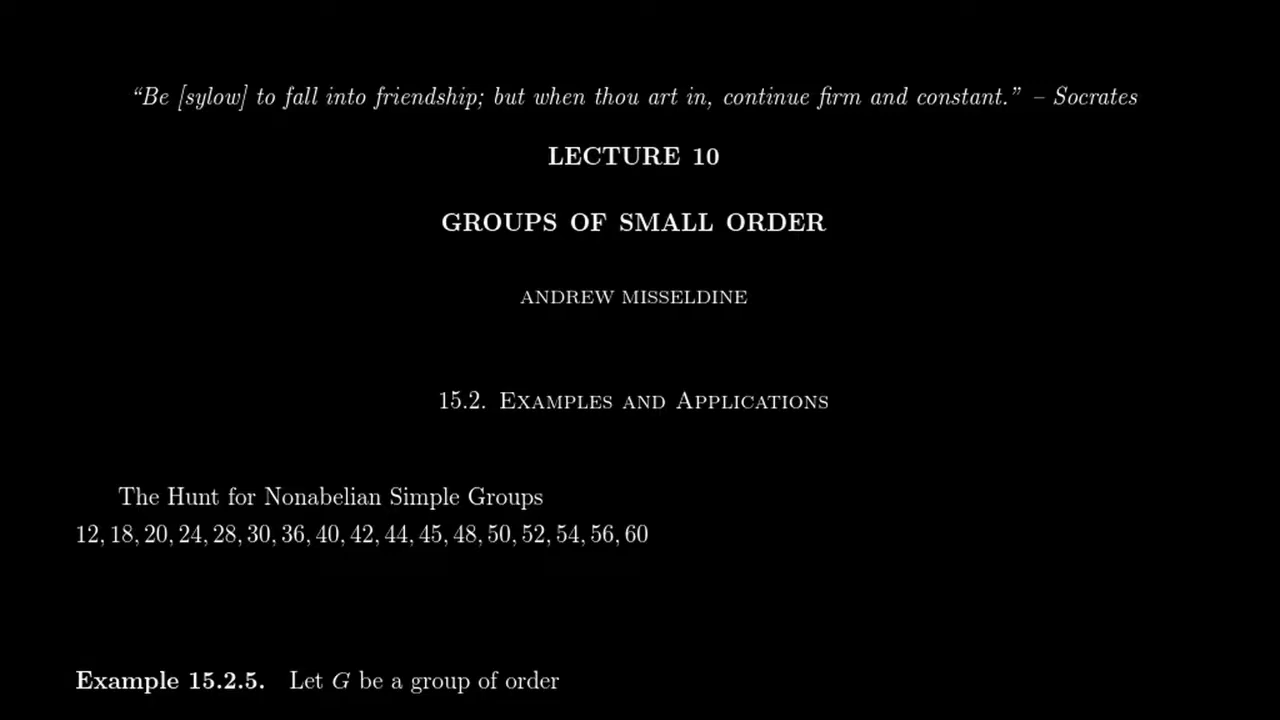 “Be [sylow] to fall into friendship; but when thou art in, continue firm and constant.” – Socrates
LECTURE 10
GROUPS OF SMALL ORDER
ANDREW MISSELDINE
15.2. Examples and Applications
The Hunt for Nonabelian Simple Groups
12, 18, 20, 24, 28, 30, 36, 40, 42, 44, 45, 48, 50, 52, 54, 56, 60
Example 15.2.5. Let G be a group of order